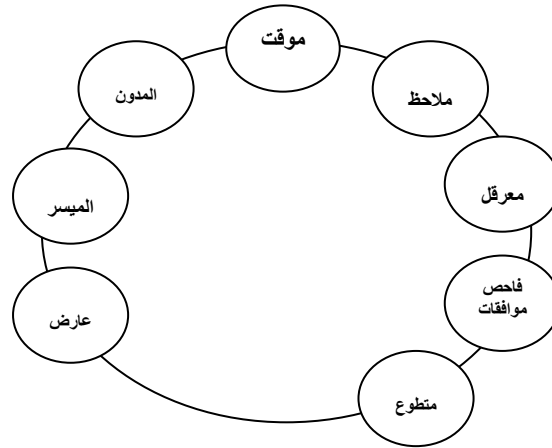 موقت
ملاحظ
المدون
معرقل
الميسر
فاحص
موافقات
عارض
متطوع